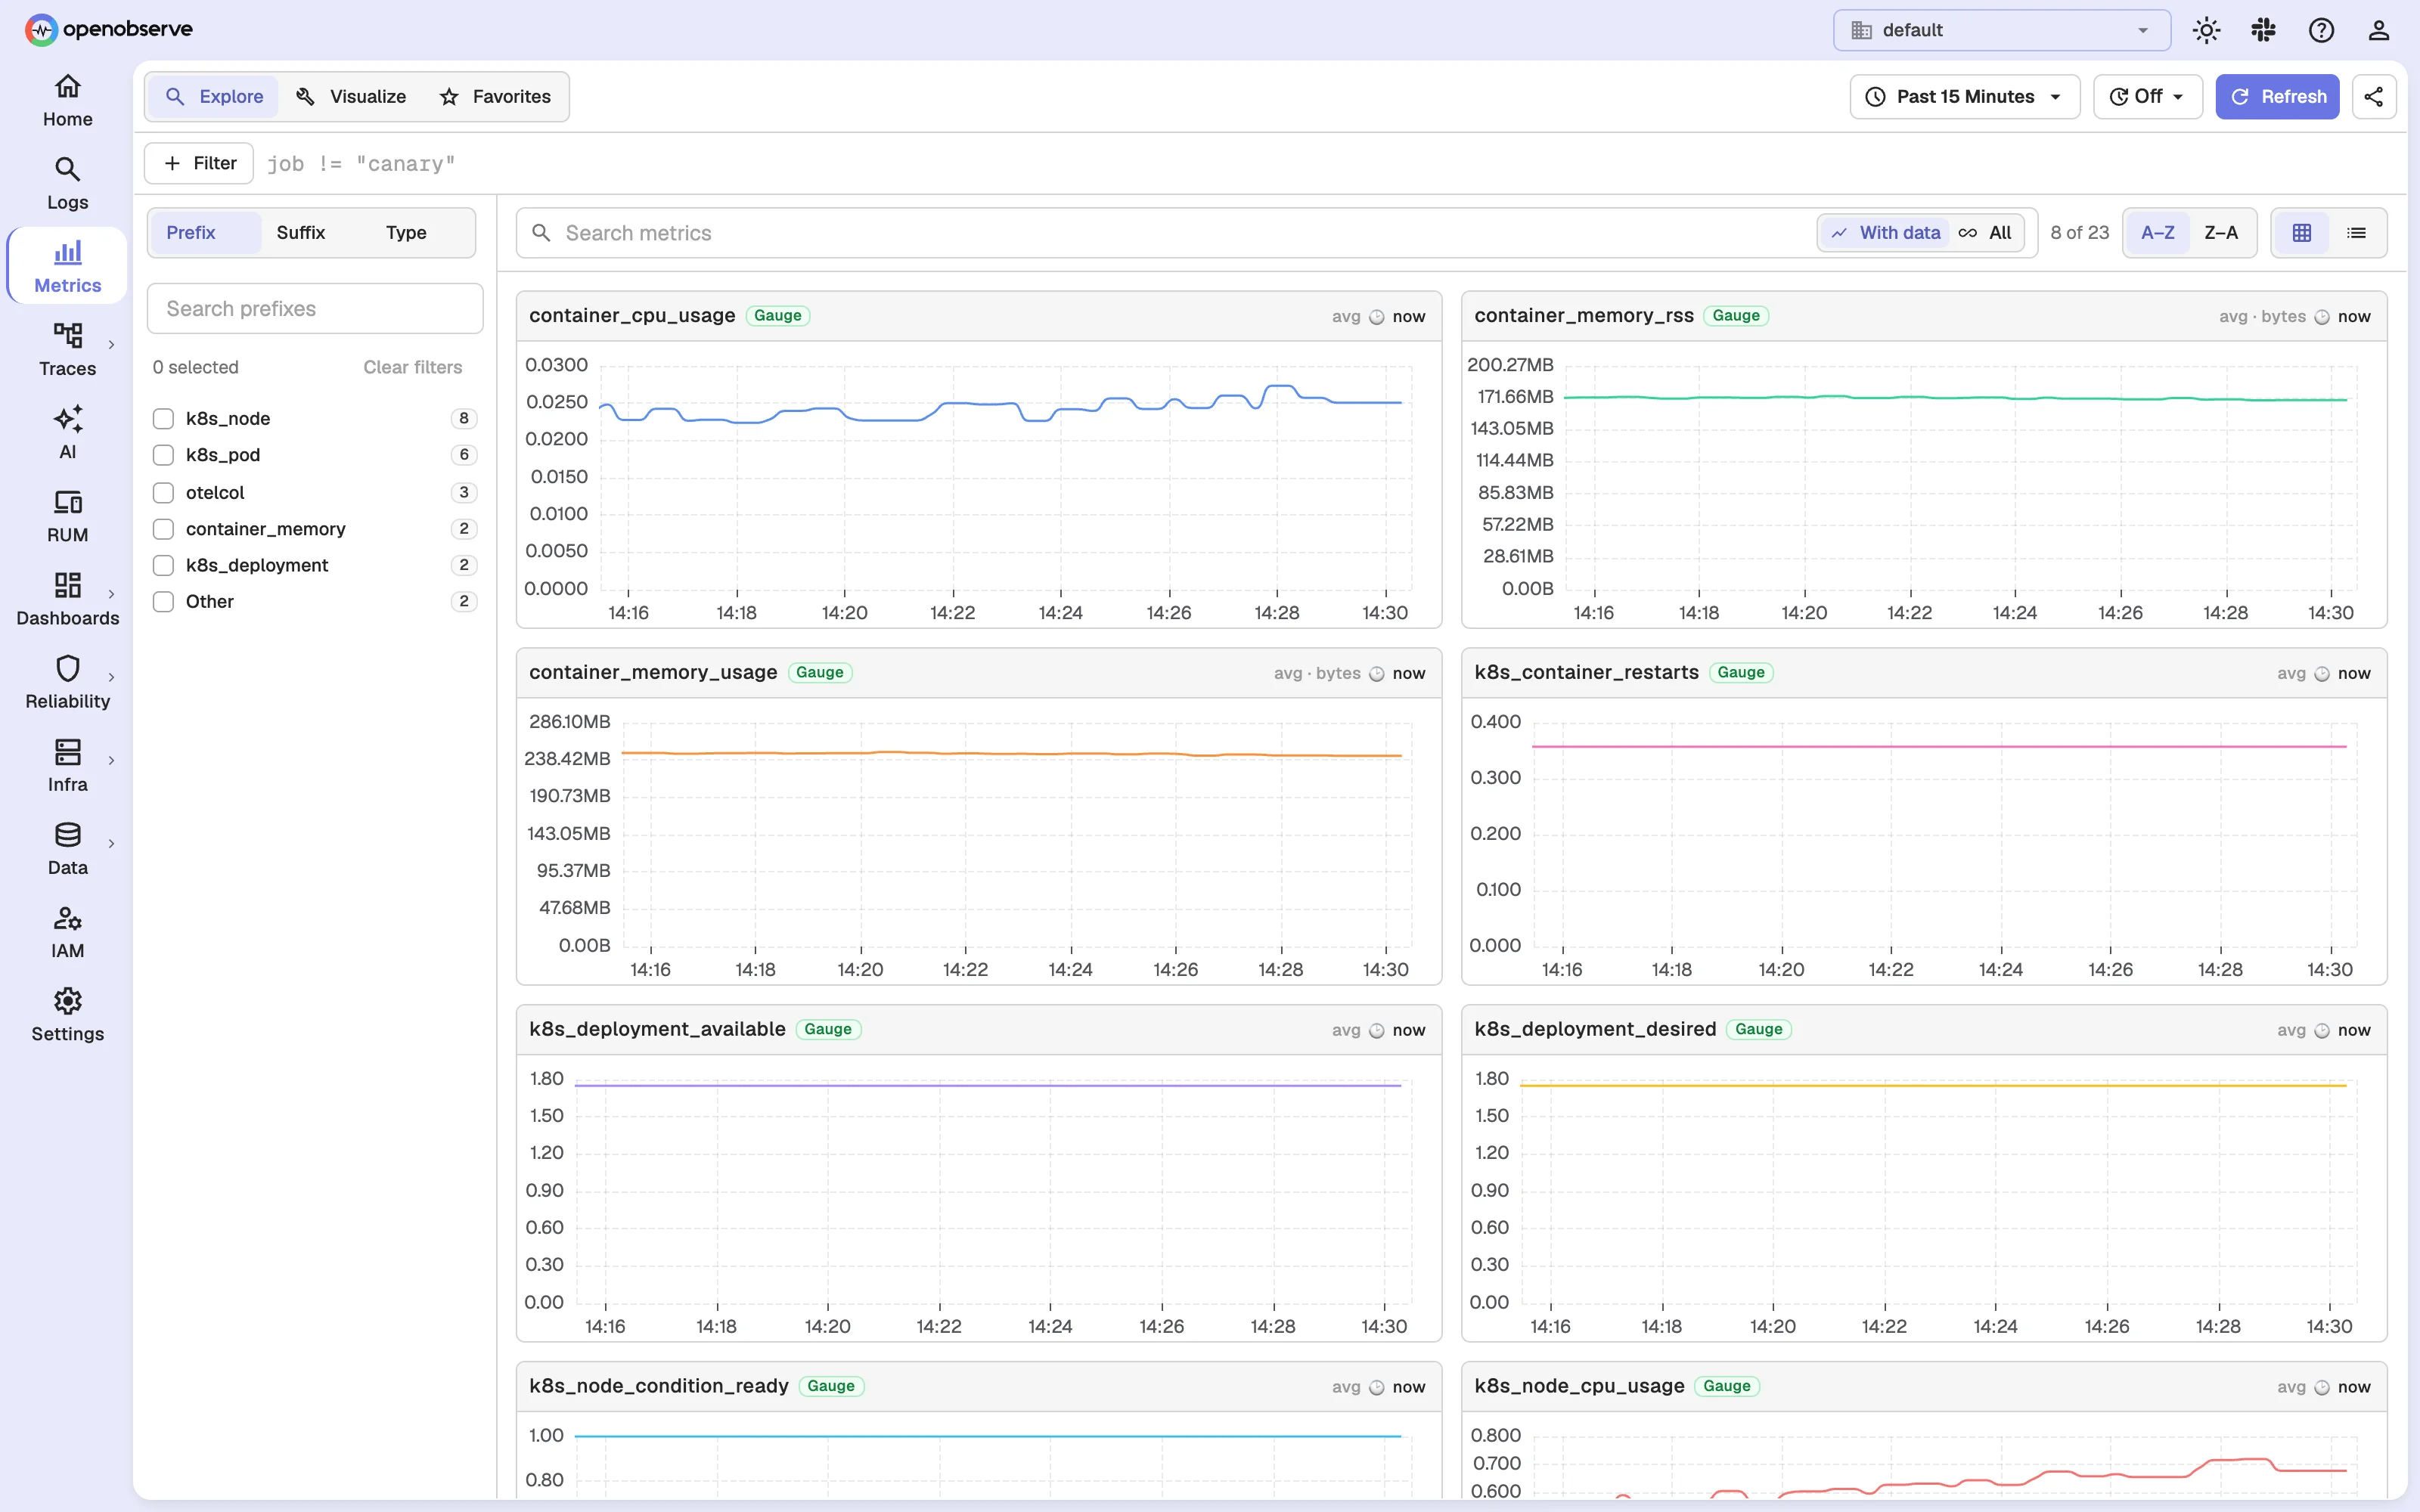 openobserve
default
Home
Logs
Metrics
Traces
AI
RUM
Dashboards
Reliability
Infra
Data
IAM
Settings
Explore Visualize Favorites
Past 15 Minutes Off Refresh
Filter job != "canary"
Prefix Suffix Type
Search prefixes
0 selected Clear filters
k8s_node 8
k8s_pod 6
otelcol 3
container_memory 2
k8s_deployment 2
Other 2
Search metrics With data All 8 of 23 A–Z Z–A
container_cpu_usage Gauge avg now
0.0300
0.0250
0.0200
0.0150
0.0100
0.0050
0.0000
14:16 14:18 14:20 14:22 14:24 14:26 14:28 14:30
container_memory_rss Gauge avg · bytes now
200.27MB
171.66MB
143.05MB
114.44MB
85.83MB
57.22MB
28.61MB
0.00B
14:16 14:18 14:20 14:22 14:24 14:26 14:28 14:30
container_memory_usage Gauge avg · bytes now
286.10MB
238.42MB
190.73MB
143.05MB
95.37MB
47.68MB
0.00B
14:16 14:18 14:20 14:22 14:24 14:26 14:28 14:30
k8s_container_restarts Gauge avg now
0.400
0.300
0.200
0.100
0.000
14:16 14:18 14:20 14:22 14:24 14:26 14:28 14:30
k8s_deployment_available Gauge avg now
1.80
1.50
1.20
0.90
0.60
0.30
0.00
14:16 14:18 14:20 14:22 14:24 14:26 14:28 14:30
k8s_deployment_desired Gauge avg now
1.80
1.50
1.20
0.90
0.60
0.30
0.00
14:16 14:18 14:20 14:22 14:24 14:26 14:28 14:30
k8s_node_condition_ready Gauge avg now
1.00
0.80
k8s_node_cpu_usage Gauge avg now
0.800
0.700
0.600